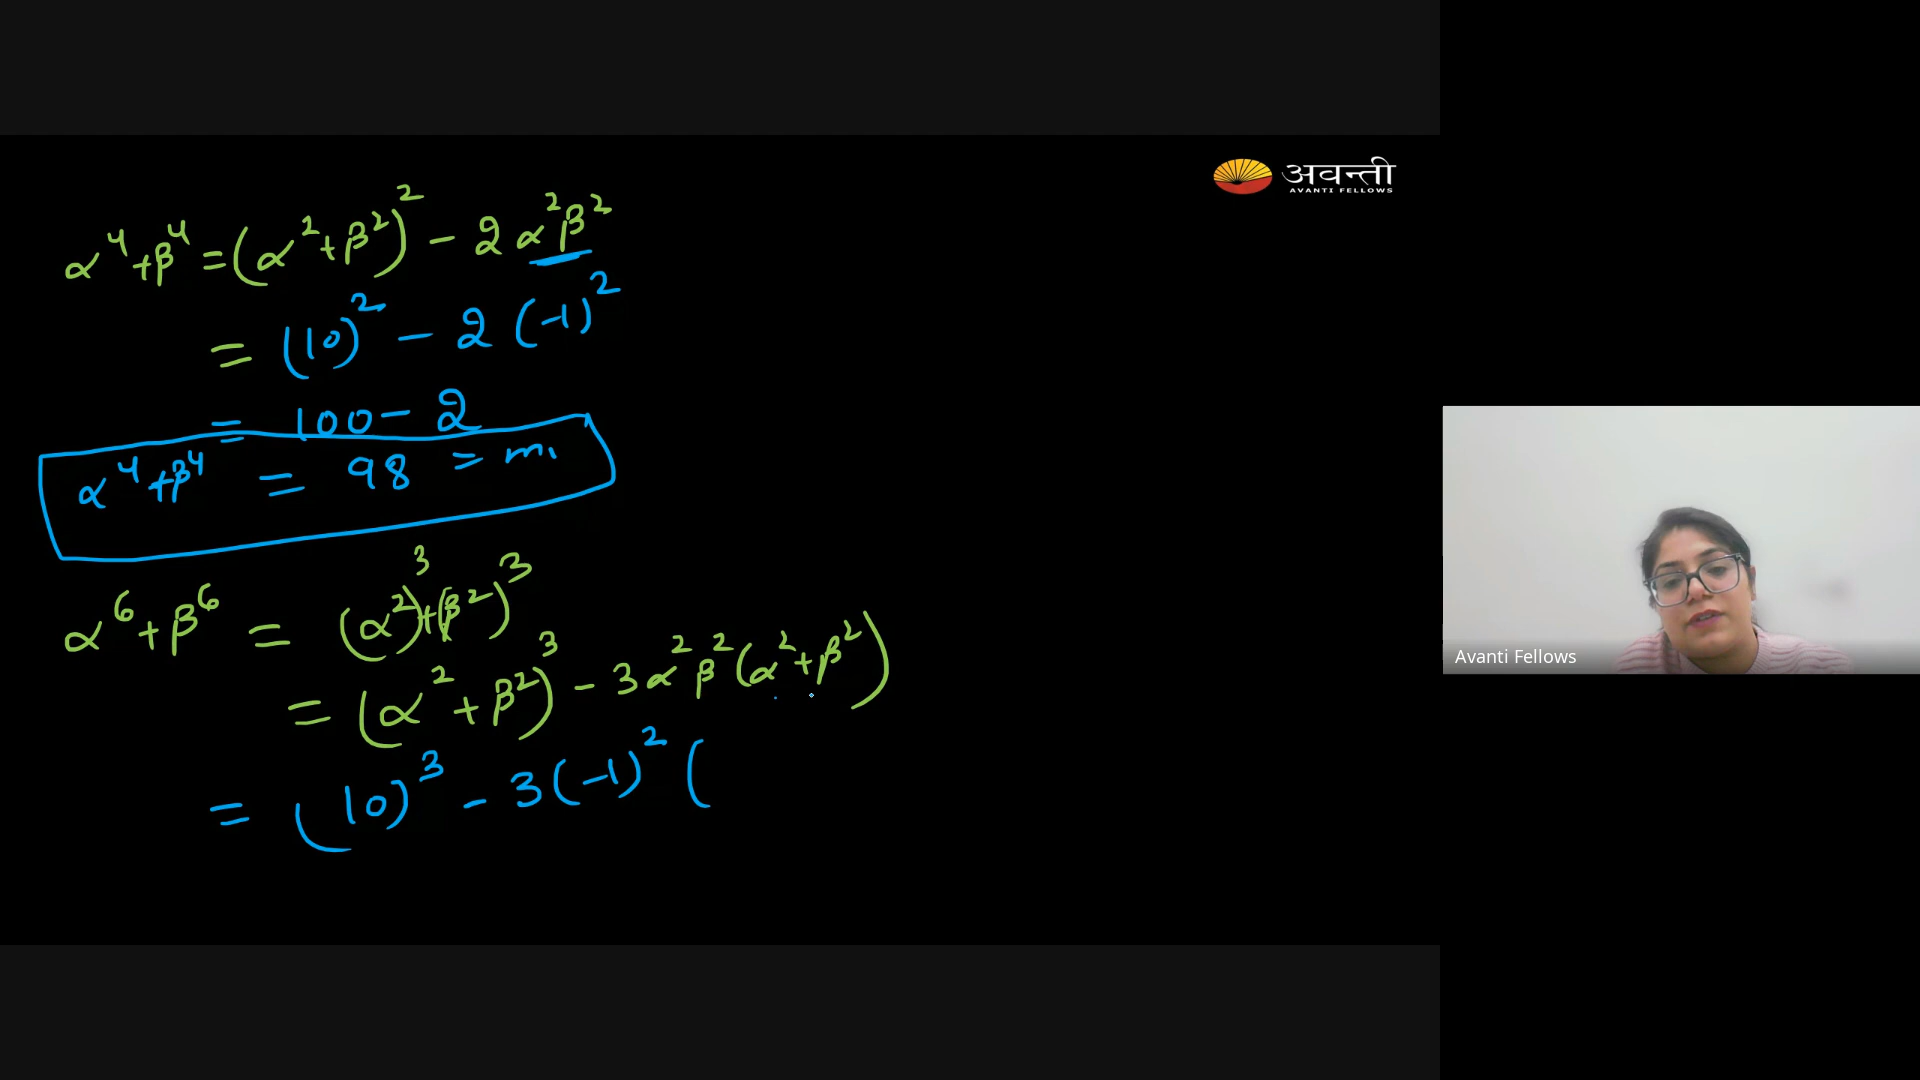 अवन्ती
AVANTI FELLOWS
α⁴+β⁴ = (α²+β²)² - 2α²β²
= (10)² - 2(-1)²
= 100 - 2
α⁴+β⁴ = 98 = m₁
α⁶+β⁶ = (α²)³+(β²)³
= (α²+β²)³ - 3α²β²(α²+β²)
= (10)³ - 3(-1)² (
Avanti Fellows